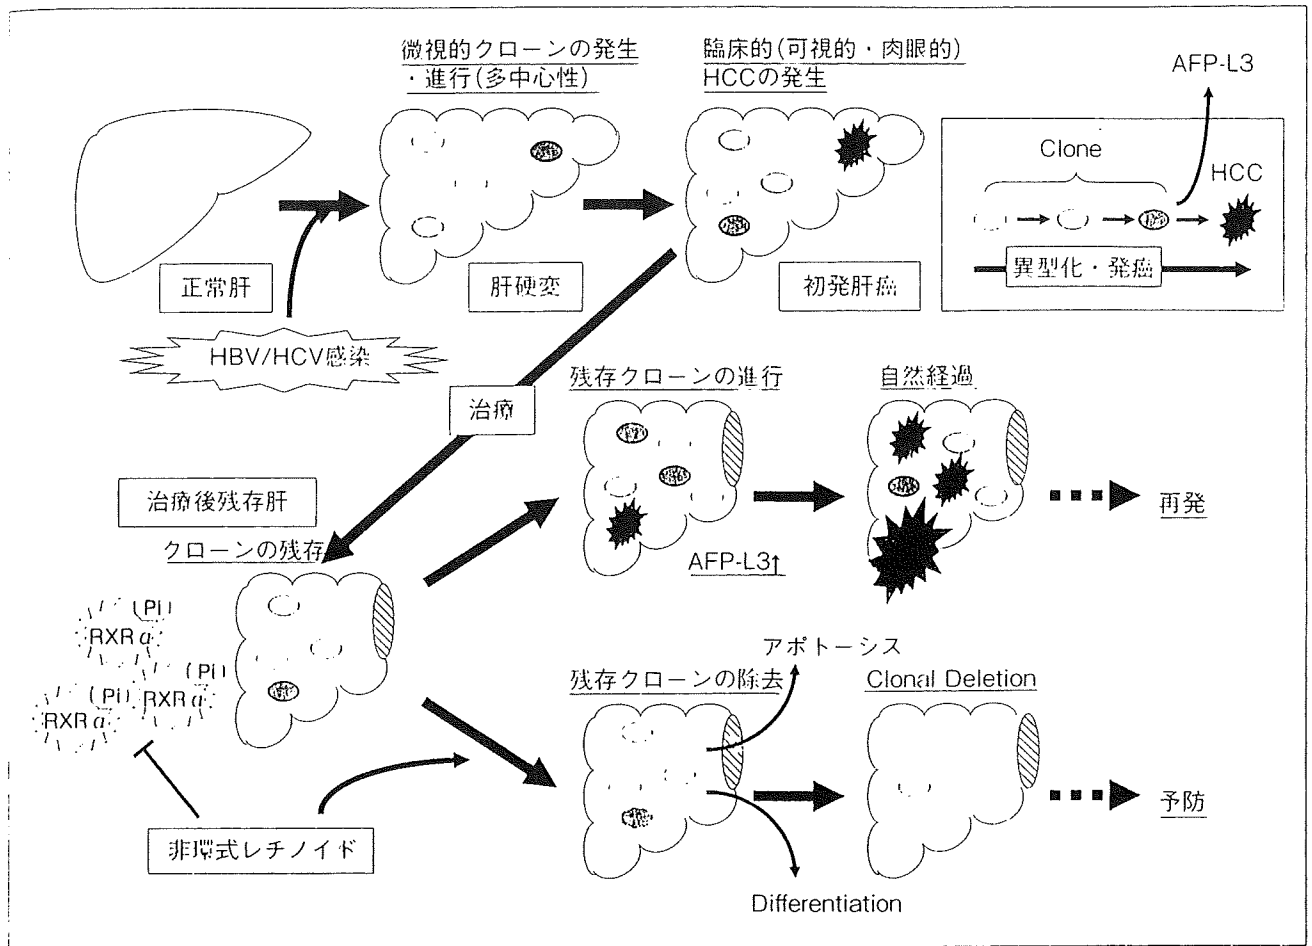 微視的クローンの発生
・進行(多中心性)
臨床的(可視的・肉眼的)
HCCの発生
AFP-L3
Clone
HCC
異型化・発癌
正常肝
肝硬変
初発肝癌
HBV/HCV感染
治療
残存クローンの進行
自然経過
治療後残存肝
クローンの残存
AFP-L3↑
再発
Pi
RXRα
Pi
RXRα
Pi
RXRα
アポトーシス
残存クローンの除去
Clonal Deletion
予防
非環式レチノイド
Differentiation